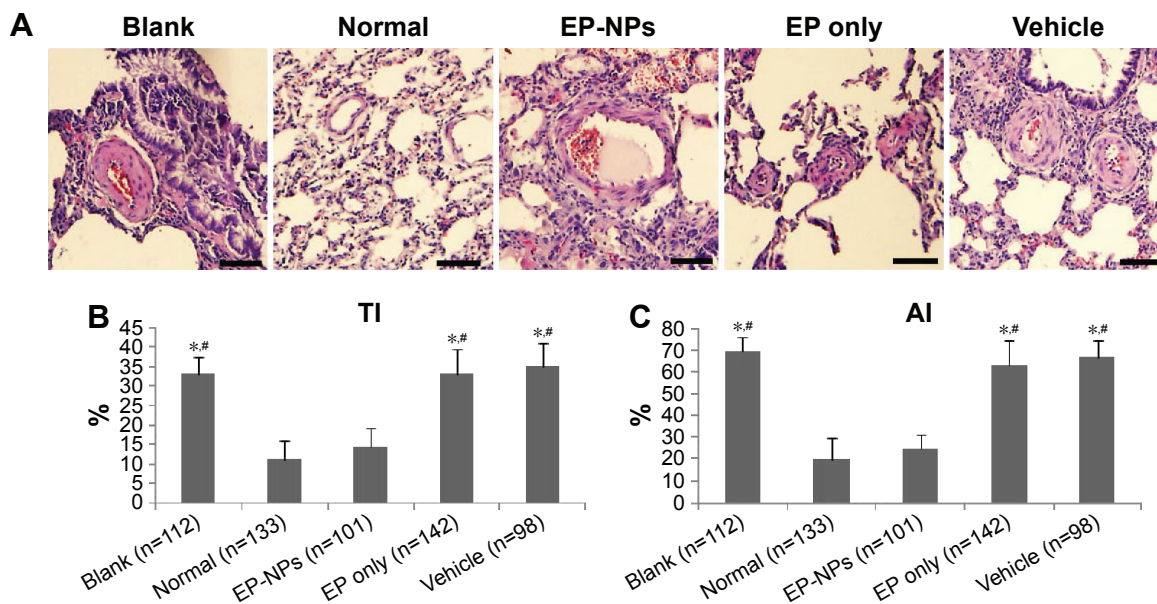 A
Blank
Normal
EP-NPs
EP only
Vehicle
B
TI
%
45
35
33
25
20
15
10
5
0
*,#
*,#
*,#
Blank (n=112)
Normal (n=133)
EP-NPs (n=101)
EP only (n=142)
Vehicle (n=98)
C
AI
%
80
70
60
50
40
30
20
10
0
*,#
*,#
*,#
Blank (n=112)
Normal (n=133)
EP-NPs (n=101)
EP only (n=142)
Vehicle (n=98)